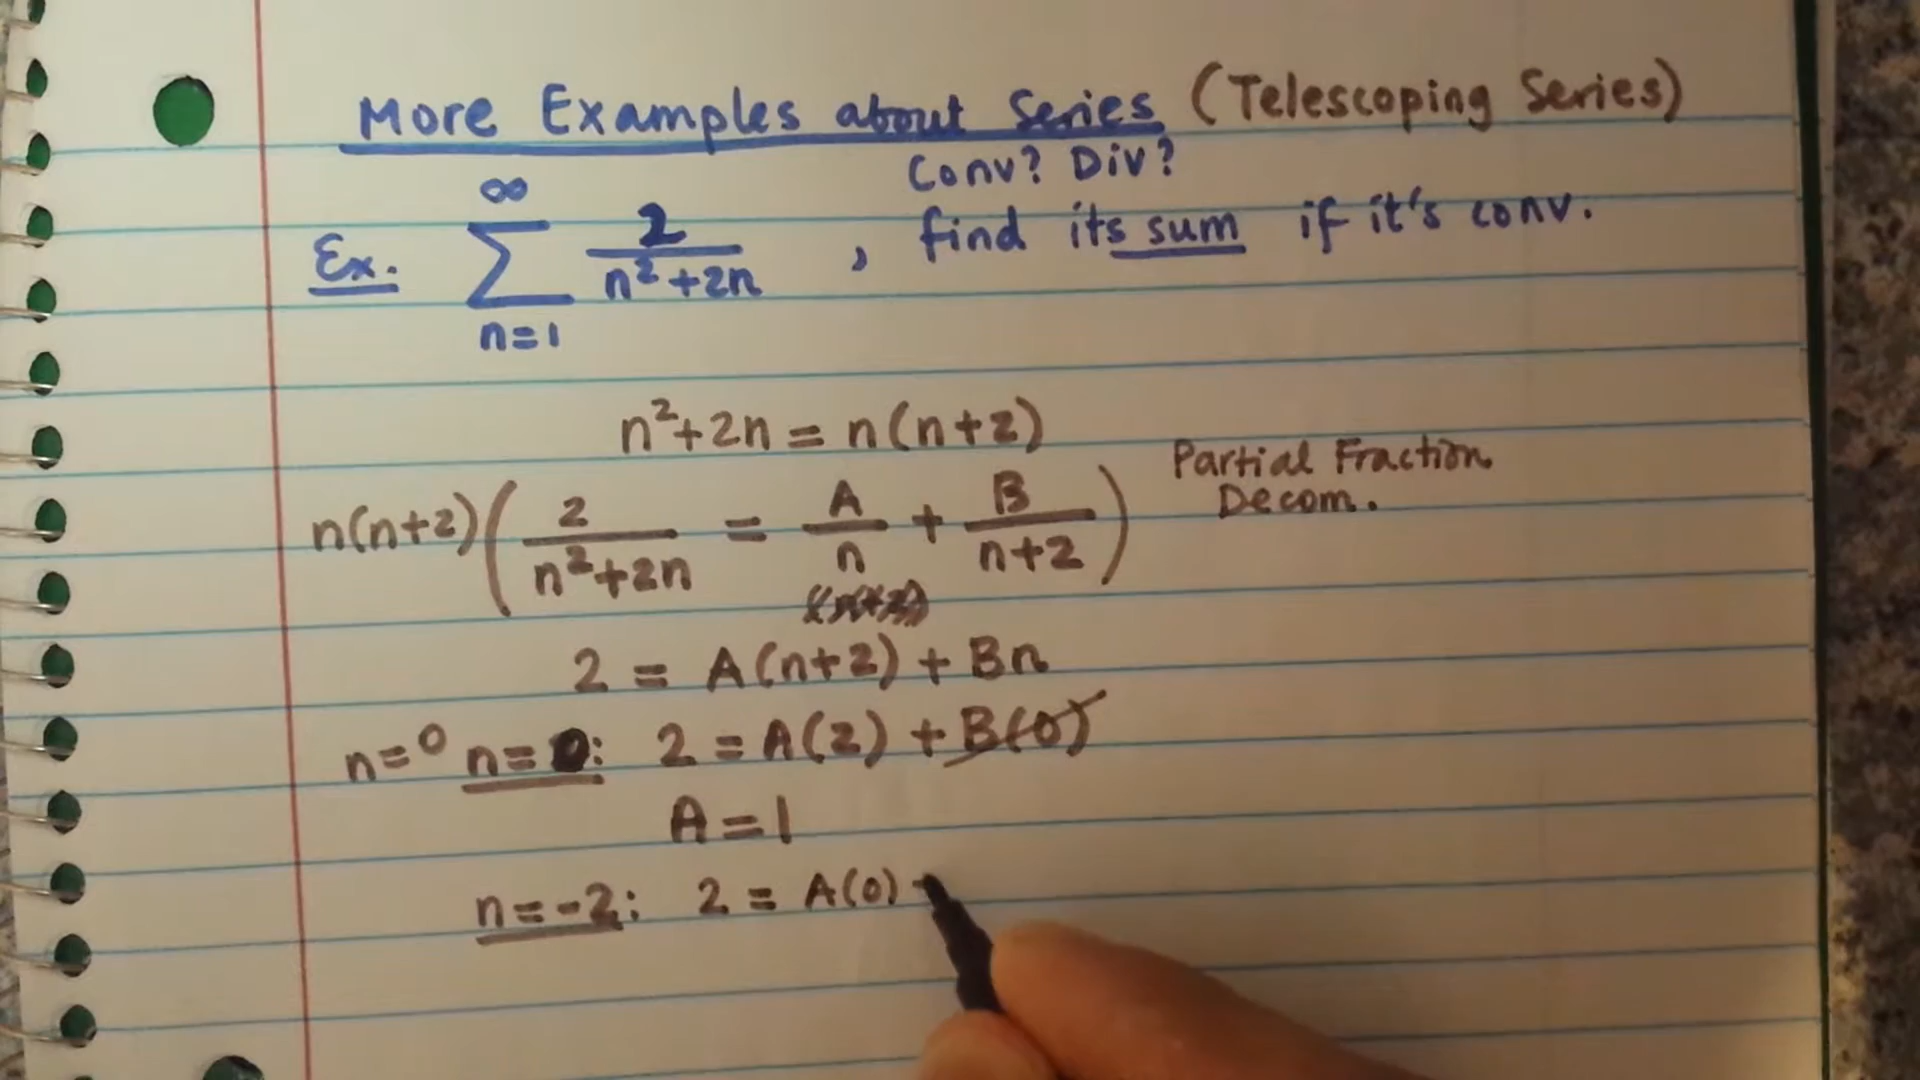 More Examples about Series (Telescoping Series)
Conv? Div?
Ex. ∞ Σ n=1 2/(n²+2n) , find its sum if it's conv.
n²+2n = n(n+2)
Partial Fraction
Decom.
n(n+2)(2/(n²+2n) = A/n + B/(n+2))
2 = A(n+2) + Bn
n=0 n=0: 2 = A(2) + B(0)
A = 1
n=-2: 2 = A(0) -